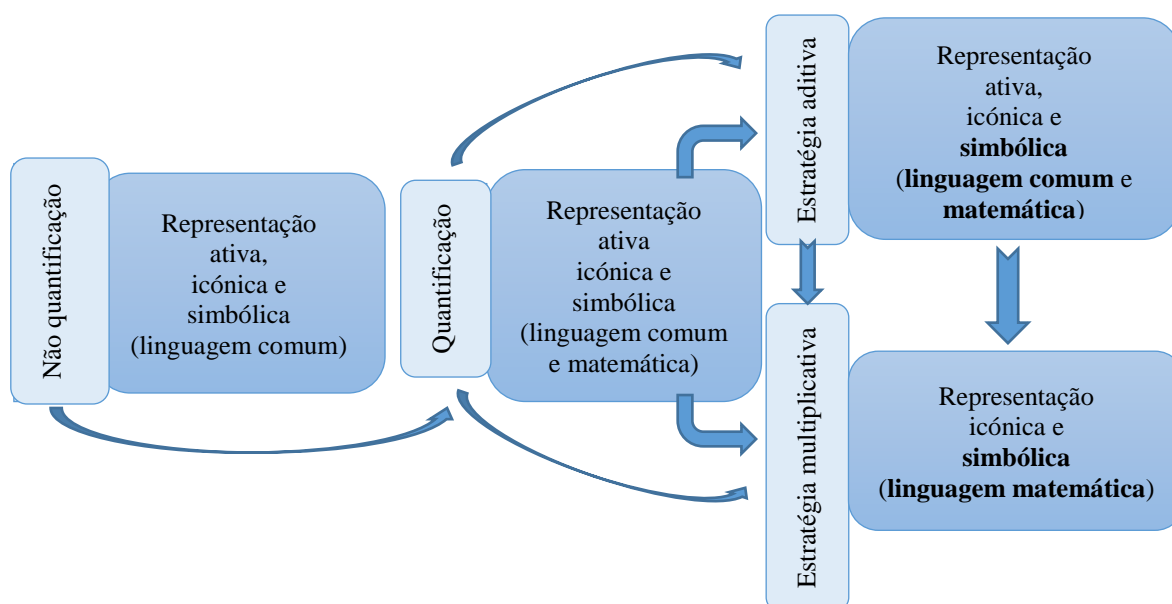 Não quantificação
Representação
ativa,
icónica e
simbólica
(linguagem comum)
Quantificação
Representação
ativa
icónica e
simbólica
(linguagem comum
e matemática)
Estratégia aditiva
Representação
ativa,
icónica e
simbólica
(linguagem comum e
matemática)
Estratégia multiplicativa
Representação
icónica e
simbólica
(linguagem matemática)